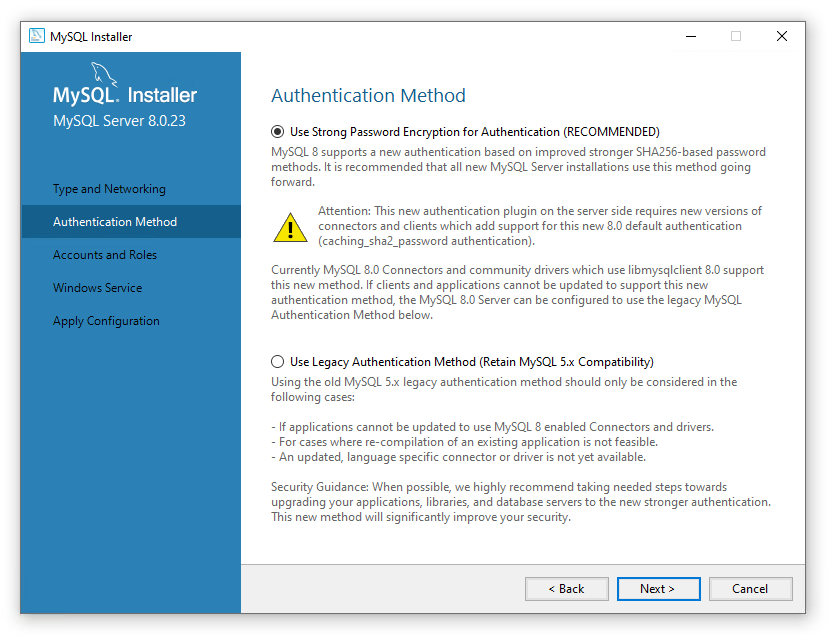 MySQL Installer
MySQL. Installer
MySQL Server 8.0.23
Type and Networking
Authentication Method
Accounts and Roles
Windows Service
Apply Configuration
Authentication Method
Use Strong Password Encryption for Authentication (RECOMMENDED)
MySQL 8 supports a new authentication based on improved stronger SHA256-based password
methods. It is recommended that all new MySQL Server installations use this method going
forward.
Attention: This new authentication plugin on the server side requires new versions of
connectors and clients which add support for this new 8.0 default authentication
(caching_sha2_password authentication).
Currently MySQL 8.0 Connectors and community drivers which use libmysqlclient 8.0 support
this new method. If clients and applications cannot be updated to support this new
authentication method, the MySQL 8.0 Server can be configured to use the legacy MySQL
Authentication Method below.
Use Legacy Authentication Method (Retain MySQL 5.x Compatibility)
Using the old MySQL 5.x legacy authentication method should only be considered in the
following cases:
- If applications cannot be updated to use MySQL 8 enabled Connectors and drivers.
- For cases where re-compilation of an existing application is not feasible.
- An updated, language specific connector or driver is not yet available.
Security Guidance: When possible, we highly recommend taking needed steps towards
upgrading your applications, libraries, and database servers to the new stronger authentication.
This new method will significantly improve your security.
< Back
Next >
Cancel